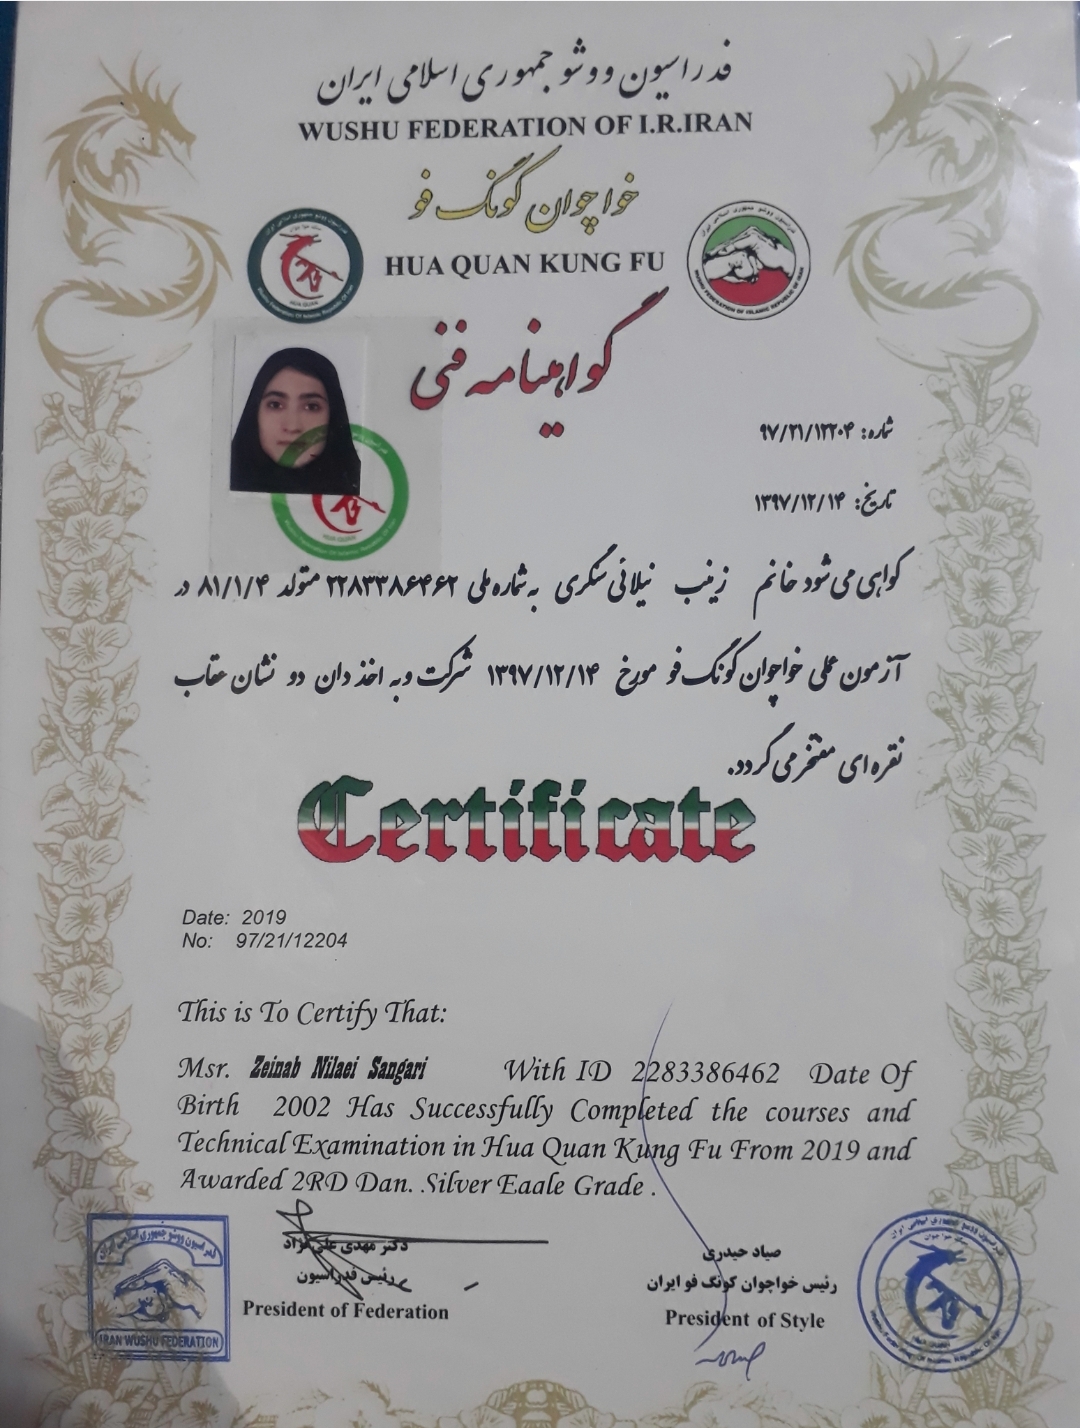 فدراسیون ووشو جمهوری اسلامی ایران
WUSHU FEDERATION OF I.R.IRAN
خواچوان کونگ فو
HUA QUAN KUNG FU
گواهینامه فنی
شماره: ۹۷/۲۱/۱۲۲۰۴
تاریخ: ۱۳۹۷/۱۲/۱۴
گواهی می شود خانم زینب نیلائی سنگری به شماره ملی ۲۲۸۳۳۸۶۴۶۲ متولد ۸۱/۱/۴ در
آزمون عملی خواچوان کونگ فو مورخ ۱۳۹۷/۱۲/۱۴ شرکت و به اخذ دان دو نشان عقاب
نقره ای مفتخر می گردد.
Certificate
Date: 2019
No: 97/21/12204
This is To Certify That:
Msr. Zeinab Nilaei Sangari With ID 2283386462 Date Of
Birth 2002 Has Successfully Completed the courses and
Technical Examination in Hua Quan Kung Fu From 2019 and
Awarded 2RD Dan. .Silver Eaale Grade .
دکتر مهدی علی نژاد
رئیس فدراسیون
President of Federation
صیاد حیدری
رئیس خواچوان کونگ فو ایران
President of Style
فدراسیون ووشو جمهوری اسلامی ایران
IRAN WUSHU FEDERATION